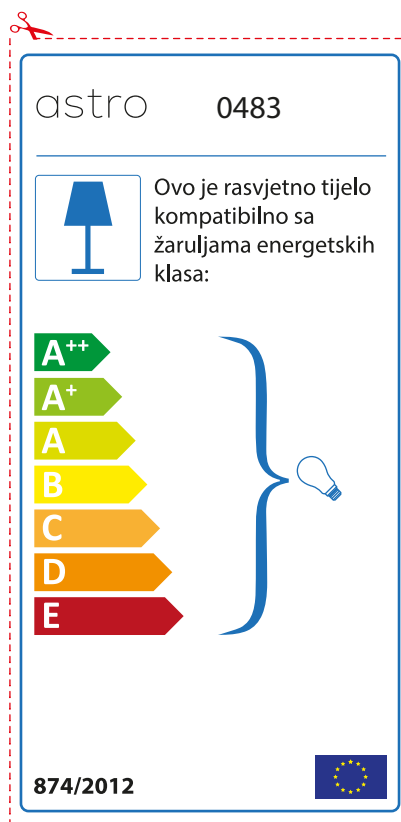 astro 0483
Ovo je rasvjetno tijelo
kompatibilno sa
žaruljama energetskih
klasa:
A++
A+
A
B
C
D
E
874/2012